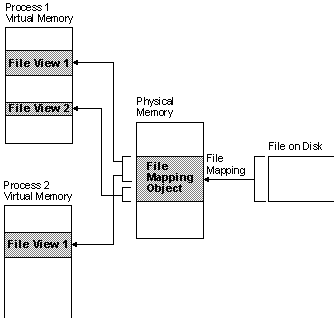 Process 1
Virtual Memory
File View 1
File View 2
Physical
Memory
File
Mapping
Object
File
Mapping
File on Disk
Process 2
Virtual Memory
File View 1